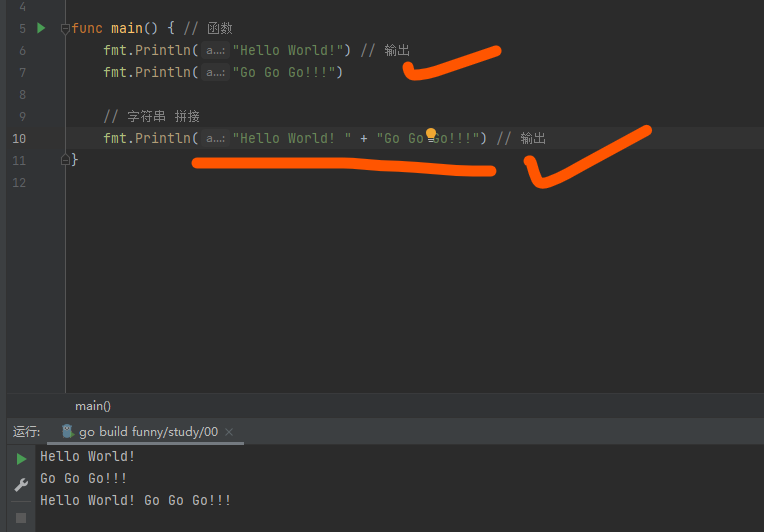 4
5 func main() { // 函数
6 fmt.Println( a...: "Hello World!") // 输出
7 fmt.Println( a...: "Go Go Go!!!")
8
9 // 字符串 拼接
10 fmt.Println( a...: "Hello World! " + "Go Go Go!!!") // 输出
11 }
12
main()
运行: go build funny/study/00 ×
Hello World!
Go Go Go!!!
Hello World! Go Go Go!!!